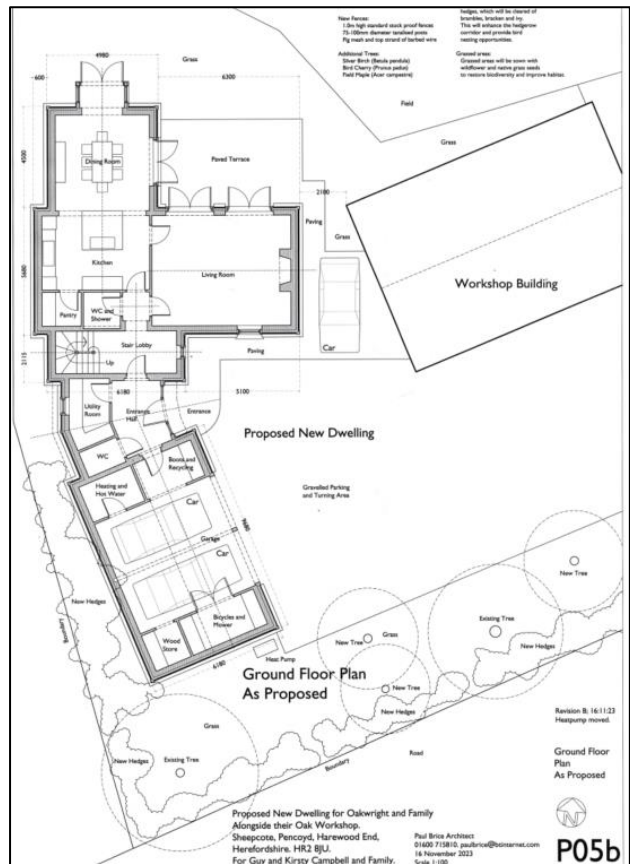 New Fences:
1.0m high standard stock proof fences
75-100mm diameter tanalised posts
Pig mesh and top strand of barbed wire
Additional Trees:
Silver Birch (Betula pendula)
Bird Cherry (Prunus padus)
Field Maple (Acer campestre)
hedges, which will be cleared of
brambles, bracken and ivy.
This will enhance the hedgerow
corridor and provide bird
nesting opportunities.
Grassed areas:
Grassed areas will be sown with
wildflower and native grass seeds
to restore biodiversity and improve habitat
4980
600
Grass
6300
Field
Grass
4500
Dining Room
Paved Terrace
2100
Paving
Grass
5680
Kitchen
Living Room
Workshop Building
Pantry
WC and
Shower
Car
Stair Lobby
Up
Paving
2115
6180
5100
Utility
Room
Entrance
Hall
Entrance
Proposed New Dwelling
WC
Boots and
Recycling
Heating and
Hot Water
Gravelled Parking
and Turning Area
Car
Garage
Car
New Hedges
Boundary
Bicycles and
Mower
Wood
Store
6180
Heat Pump
New Tree
New Tree
Grass
Existing Tree
New Hedges
Ground Floor Plan
As Proposed
New Tree
New Hedges
Grass
New Hedges
Existing Tree
Boundary
Road
Revision B: 16:11:23
Heatpump moved.
Ground Floor
Plan
As Proposed
Proposed New Dwelling for Oakwright and Family
Alongside their Oak Workshop.
Sheepcote, Pencoyd, Harewood End,
Herefordshire. HR2 8JU.
For Guy and Kirsty Campbell and Family.
Paul Brice Architect
01600 715810. paulbrice@btinternet.com
16 November 2023
Scale 1:100
N
P05b